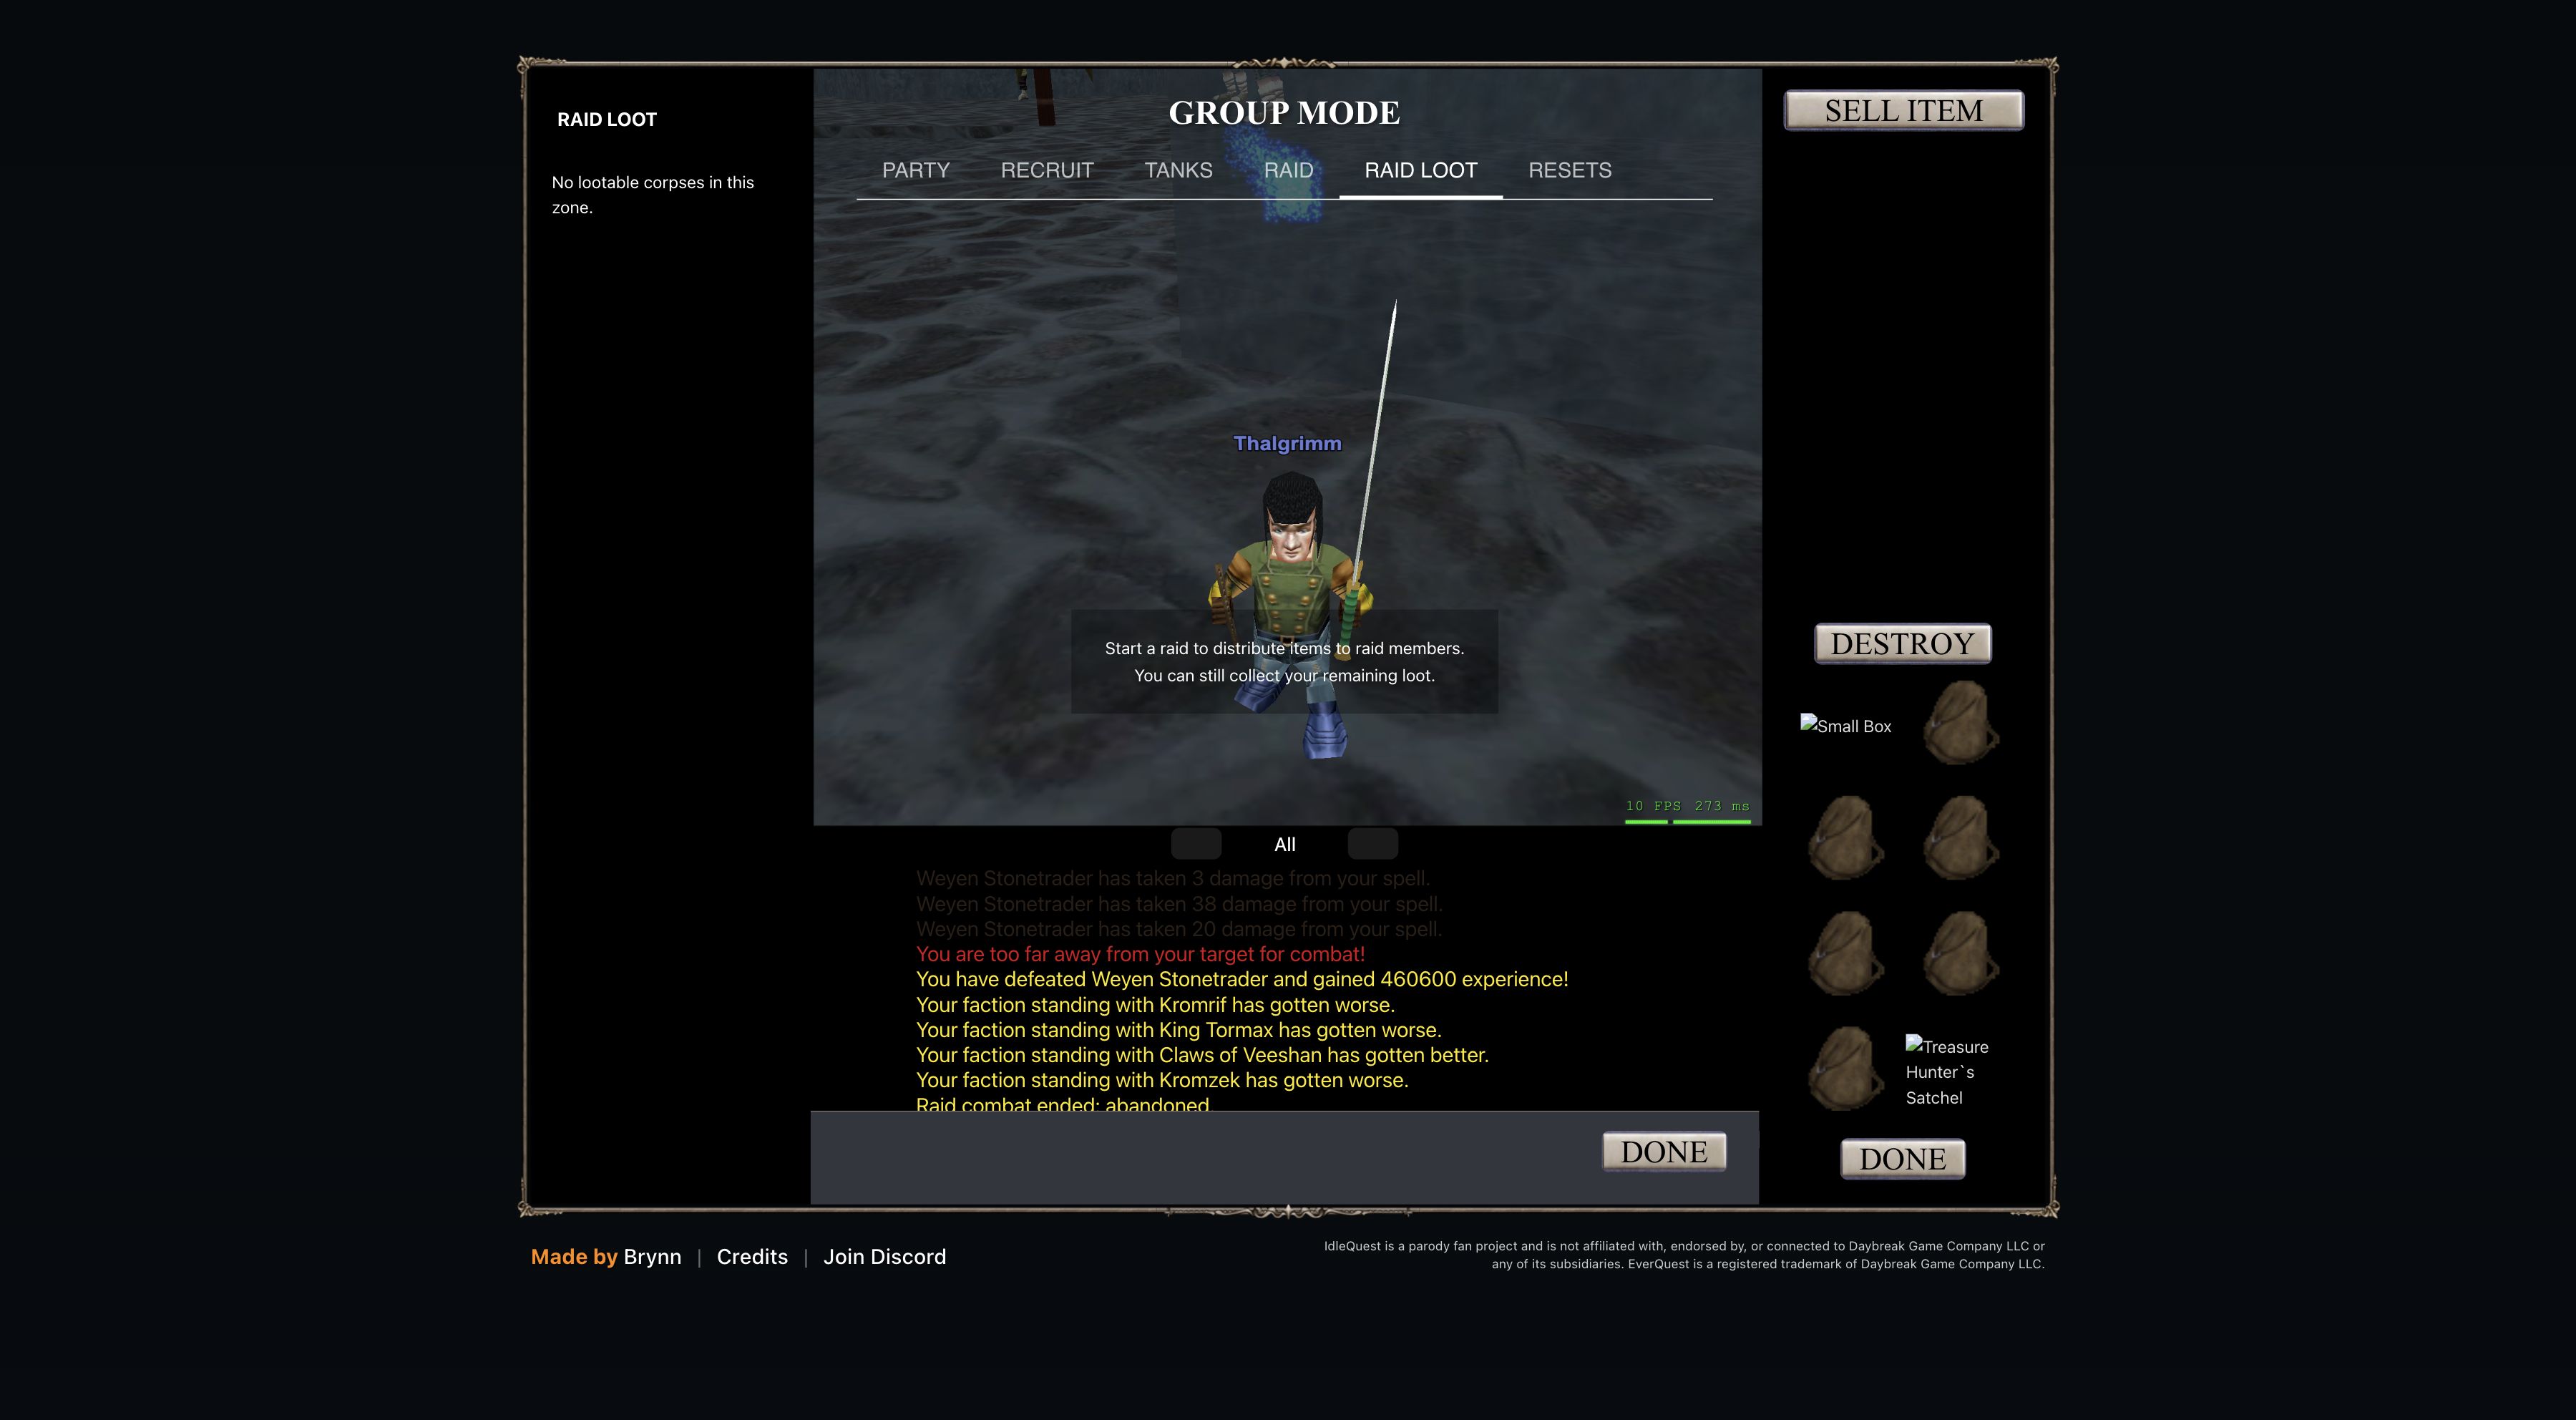 RAID LOOT
No lootable corpses in this
zone.
GROUP MODE
PARTY RECRUIT TANKS RAID RAID LOOT RESETS
Thalgrimm
Start a raid to distribute items to raid members.
You can still collect your remaining loot.
10 FPS 273 ms
All
Weyen Stonetrader has taken 3 damage from your spell.
Weyen Stonetrader has taken 38 damage from your spell.
Weyen Stonetrader has taken 20 damage from your spell.
You are too far away from your target for combat!
You have defeated Weyen Stonetrader and gained 460600 experience!
Your faction standing with Kromrif has gotten worse.
Your faction standing with King Tormax has gotten worse.
Your faction standing with Claws of Veeshan has gotten better.
Your faction standing with Kromzek has gotten worse.
Raid combat ended: abandoned
DONE
SELL ITEM
DESTROY
Small Box
Treasure
Hunter`s
Satchel
DONE
Made by Brynn | Credits | Join Discord
IdleQuest is a parody fan project and is not affiliated with, endorsed by, or connected to Daybreak Game Company LLC or
any of its subsidiaries. EverQuest is a registered trademark of Daybreak Game Company LLC.